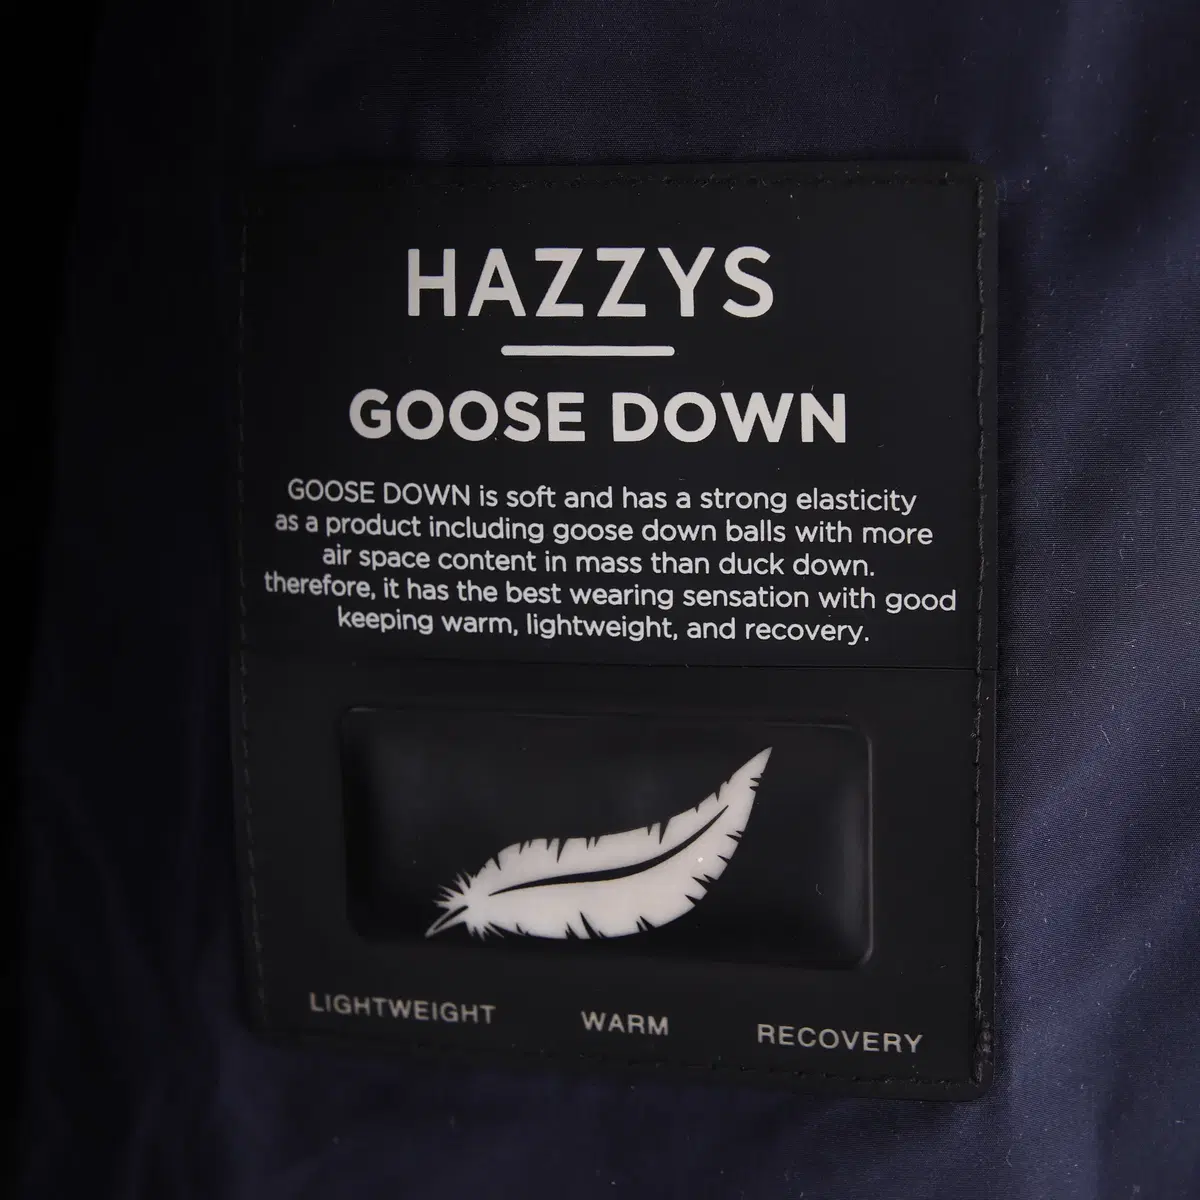 HAZZYS
GOOSE DOWN
GOOSE DOWN is soft and has a strong elasticity
as a product including goose down balls with more
air space content in mass than duck down.
therefore, it has the best wearing sensation with good
keeping warm, lightweight, and recovery.
LIGHTWEIGHT WARM RECOVERY